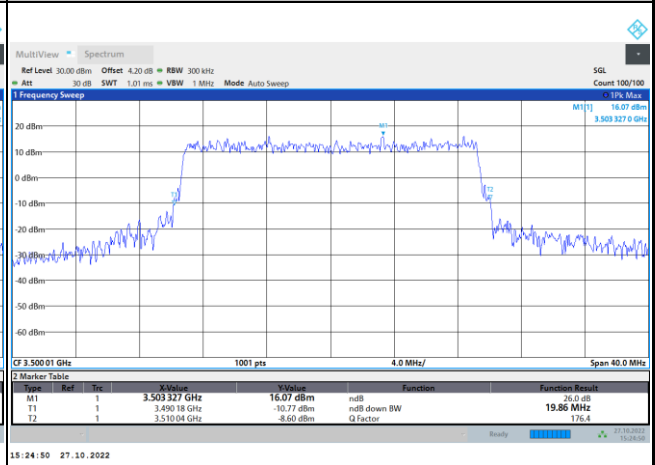 MultiView Spectrum
Ref Level 30.00 dBm Offset 4.20 dB RBW 300 kHz SGL
Att 30 dB SWT 1.01 ms VBW 1 MHz Mode Auto Sweep Count 100/100
1 Frequency Sweep 1Pk Max
M1[1] 16.07 dBm
3.503 327 0 GHz
M1
20 dBm
10 dBm
0 dBm
T1
T2
-10 dBm
-20 dBm
-30 dBm
-40 dBm
-50 dBm
-60 dBm
CF 3.500 01 GHz 1001 pts 4.0 MHz/ Span 40.0 MHz
2 Marker Table
Type Ref Trc X-Value Y-Value Function Function Result
M1 1 3.503 327 GHz 16.07 dBm ndB 26.0 dB
T1 1 3.490 18 GHz -10.77 dBm ndB down BW 19.86 MHz
T2 1 3.510 04 GHz -8.60 dBm Q Factor 176.4
Ready 27.10.2022
15:24:50
15:24:50 27.10.2022